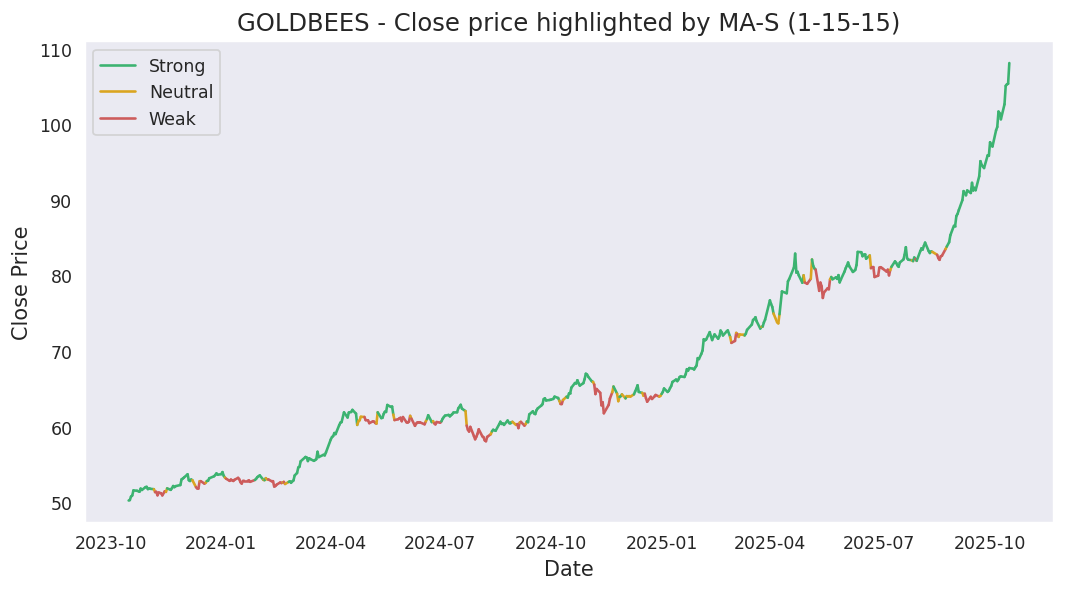 GOLDBEES - Close price highlighted by MA-S (1-15-15)
Strong
Neutral
Weak
110
100
90
80
70
60
50
Close Price
2023-10 2024-01 2024-04 2024-07 2024-10 2025-01 2025-04 2025-07 2025-10
Date